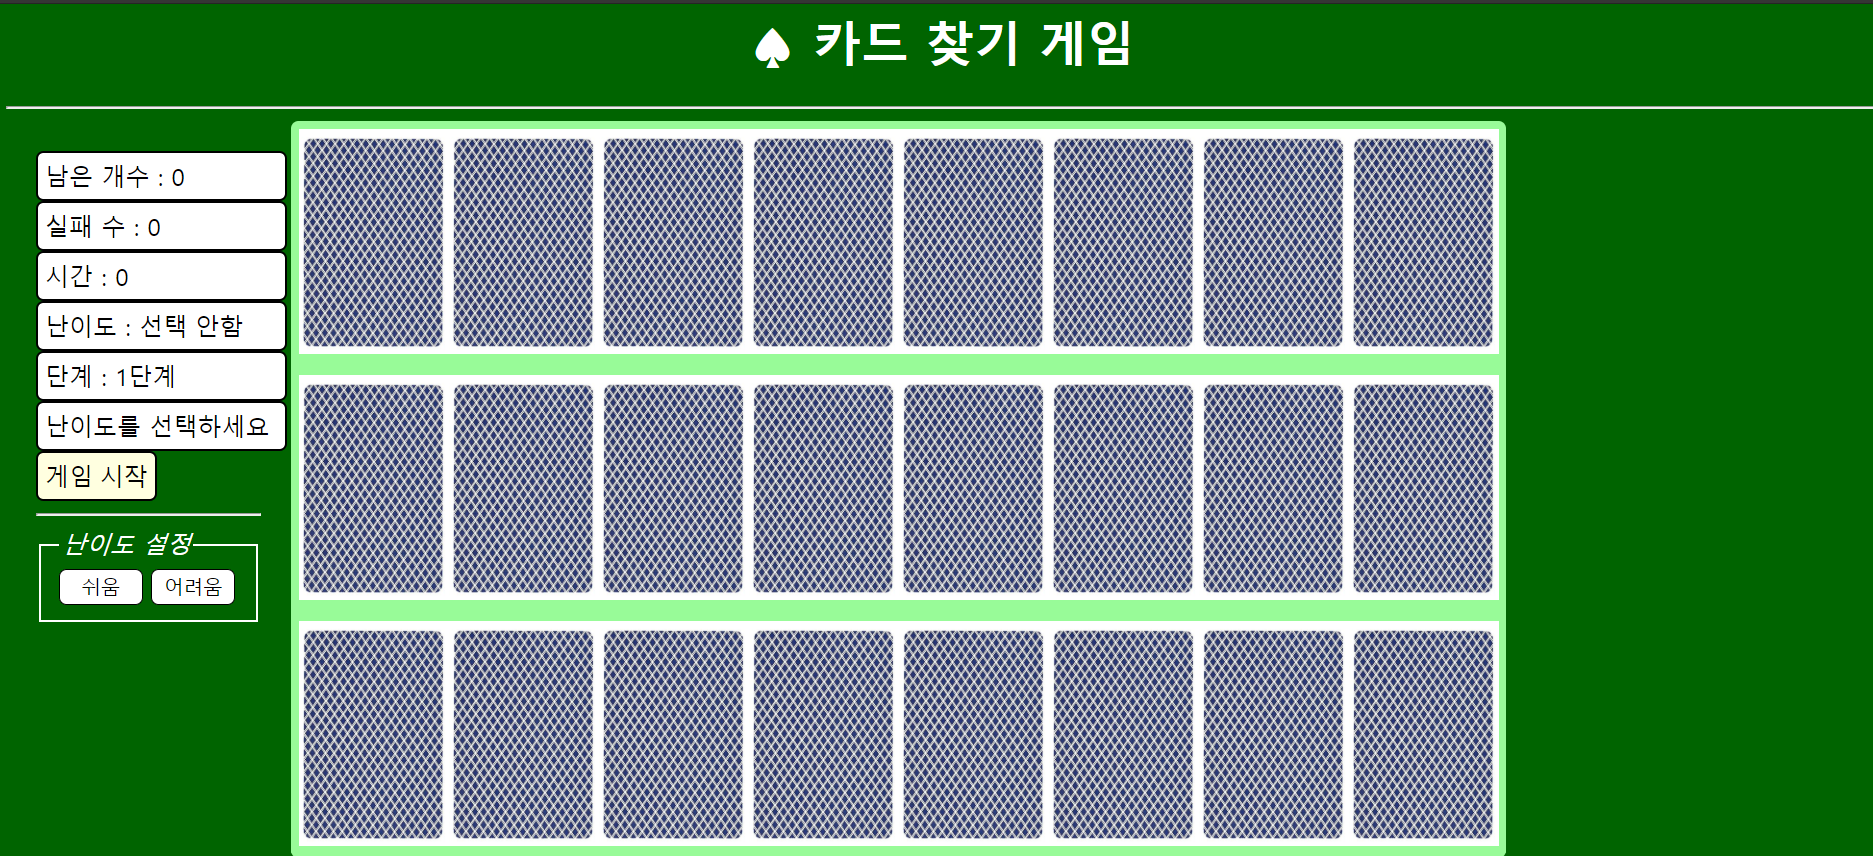 ♠ 카드 찾기 게임
남은 개수 : 0
실패 수 : 0
시간 : 0
난이도 : 선택 안함
단계 : 1단계
난이도를 선택하세요
게임 시작
난이도 설정
쉬움 어려움